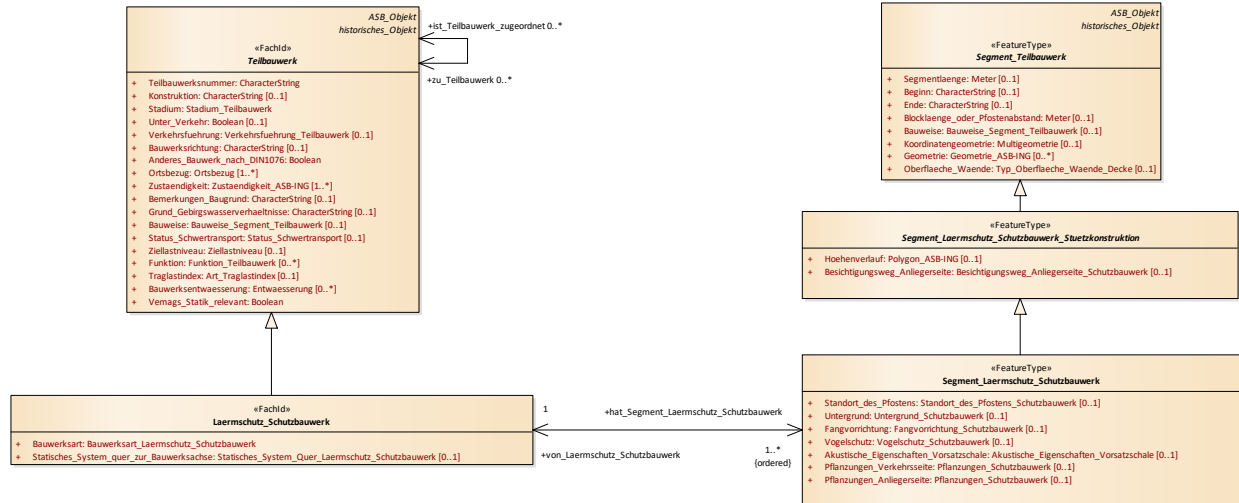 ASB_Objekt
historisches_Objekt
«FachId»
Teilbauwerk
+ Teilbauwerksnummer: CharacterString
+ Konstruktion: CharacterString [0..1]
+ Stadium: Stadium_Teilbauwerk
+ Unter_Verkehr: Boolean [0..1]
+ Verkehrsfuehrung: Verkehrsfuehrung_Teilbauwerk [0..1]
+ Bauwerksrichtung: CharacterString [0..1]
+ Anderes_Bauwerk_nach_DIN1076: Boolean
+ Ortsbezug: Ortsbezug [1..*]
+ Zustaendigkeit: Zustaendigkeit_ASB-ING [1..*]
+ Bemerkungen_Baugrund: CharacterString [0..1]
+ Grund_Gebirgswasserverhaeltnisse: CharacterString [0..1]
+ Bauweise: Bauweise_Segment_Teilbauwerk [0..1]
+ Status_Schwertransport: Status_Schwertransport [0..1]
+ Ziellastniveau: Ziellastniveau [0..1]
+ Funktion: Funktion_Teilbauwerk [0..*]
+ Traglastindex: Art_Traglastindex [0..1]
+ Bauwerksentwaesserung: Entwaesserung [0..*]
+ Vemags_Statik_relevant: Boolean
+ist_Teilbauwerk_zugeordnet 0..*
+zu_Teilbauwerk 0..*
ASB_Objekt
historisches_Objekt
«FeatureType»
Segment_Teilbauwerk
+ Segmentlaenge: Meter [0..1]
+ Beginn: CharacterString [0..1]
+ Ende: CharacterString [0..1]
+ Blocklaenge_oder_Pfostenabstand: Meter [0..1]
+ Bauweise: Bauweise_Segment_Teilbauwerk [0..1]
+ Koordinatengeometrie: Multigeometrie [0..1]
+ Geometrie: Geometrie_ASB-ING [0..*]
+ Oberflaeche_Waende: Typ_Oberflaeche_Waende_Decke [0..1]
«FeatureType»
Segment_Laermschutz_Schutzbauwerk_Stuetzkonstruktion
+ Hoehenverlauf: Polygon_ASB-ING [0..1]
+ Besichtigungsweg_Anliegerseite: Besichtigungsweg_Anliegerseite_Schutzbauwerk [0..1]
«FachId»
Laermschutz_Schutzbauwerk
+ Bauwerksart: Bauwerksart_Laermschutz_Schutzbauwerk
+ Statisches_System_quer_zur_Bauwerksachse: Statisches_System_Quer_Laermschutz_Schutzbauwerk [0..1]
1
+hat_Segment_Laermschutz_Schutzbauwerk
+von_Laermschutz_Schutzbauwerk
1..*
{ordered}
«FeatureType»
Segment_Laermschutz_Schutzbauwerk
+ Standort_des_Pfostens: Standort_des_Pfostens_Schutzbauwerk [0..1]
+ Untergrund: Untergrund_Schutzbauwerk [0..1]
+ Fangvorrichtung: Fangvorrichtung_Schutzbauwerk [0..1]
+ Vogelschutz: Vogelschutz_Schutzbauwerk [0..1]
+ Akustische_Eigenschaften_Vorsatzschale: Akustische_Eigenschaften_Vorsatzschale [0..1]
+ Pflanzungen_Verkehrsseite: Pflanzungen_Schutzbauwerk [0..1]
+ Pflanzungen_Anliegerseite: Pflanzungen_Schutzbauwerk [0..1]